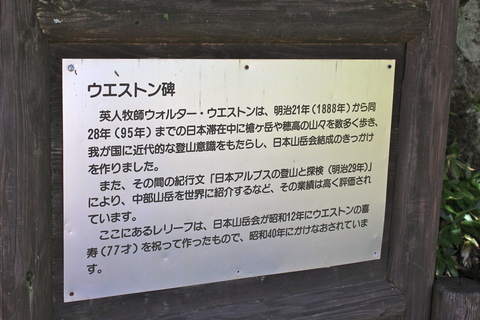 ウエストン碑
英人牧師ウォルター・ウエストンは、明治21年(1888年)から同
28年(95年)までの日本滞在中に槍ヶ岳や穂高の山々を数多く歩き、
我が国に近代的な登山意識をもたらし、日本山岳会結成のきっかけ
を作りました。
また、その間の紀行文「日本アルプスの登山と探検(明治29年)」
により、中部山岳を世界に紹介するなど、その業績は高く評価され
ています。
ここにあるレリーフは、日本山岳会が昭和12年にウエストンの喜
寿(77才)を祝って作ったもので、昭和40年にかけなおされていま
す。